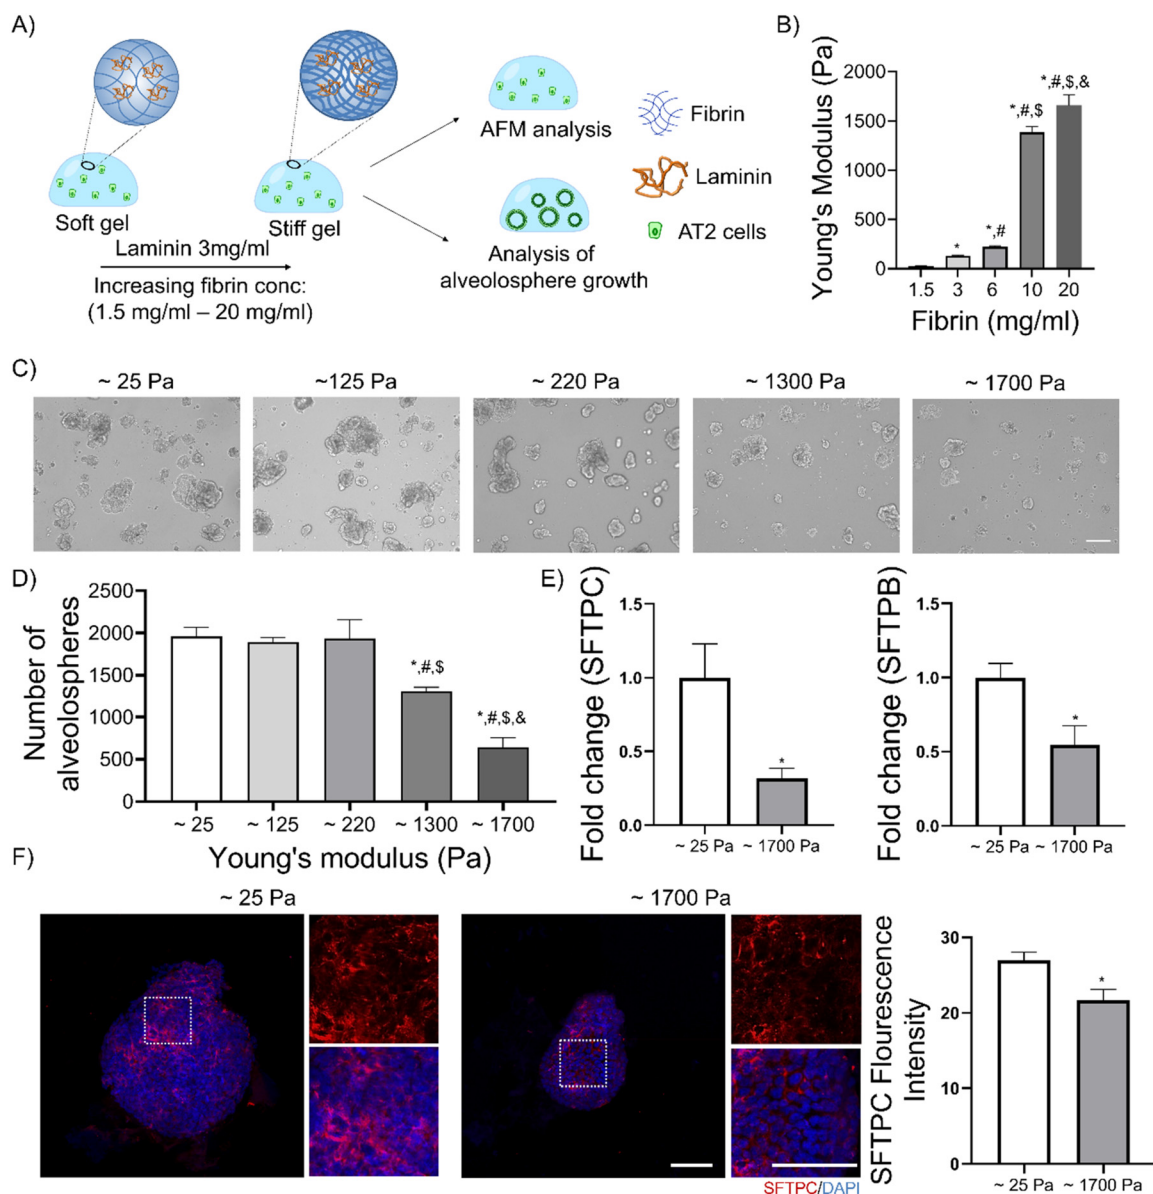 A)
Soft gel
Stiff gel
Laminin 3mg/ml
Increasing fibrin conc:
(1.5 mg/ml – 20 mg/ml)
AFM analysis
Analysis of
alveolosphere growth
Fibrin
Laminin
AT2 cells
B)
Young's Modulus (Pa)
2000
1500
1000
500
0
*
*,#
*,#,$
*,#,$,&
1.5 3 6 10 20
Fibrin (mg/ml)
C)
~ 25 Pa
~125 Pa
~ 220 Pa
~ 1300 Pa
~ 1700 Pa
D)
Number of
alveolospheres
2500
2000
1500
1000
500
0
*,#,$
*,#,$,&
~ 25 ~ 125 ~ 220 ~ 1300 ~ 1700
Young's modulus (Pa)
E)
Fold change (SFTPC)
1.5
1.0
0.5
0.0
*
~ 25 Pa ~ 1700 Pa
Fold change (SFTPB)
1.5
1.0
0.5
0.0
*
~ 25 Pa ~ 1700 Pa
F)
~ 25 Pa
~ 1700 Pa
SFTPC/DAPI
SFTPC Flourescence
Intensity
30
20
10
0
*
~ 25 Pa ~ 1700 Pa